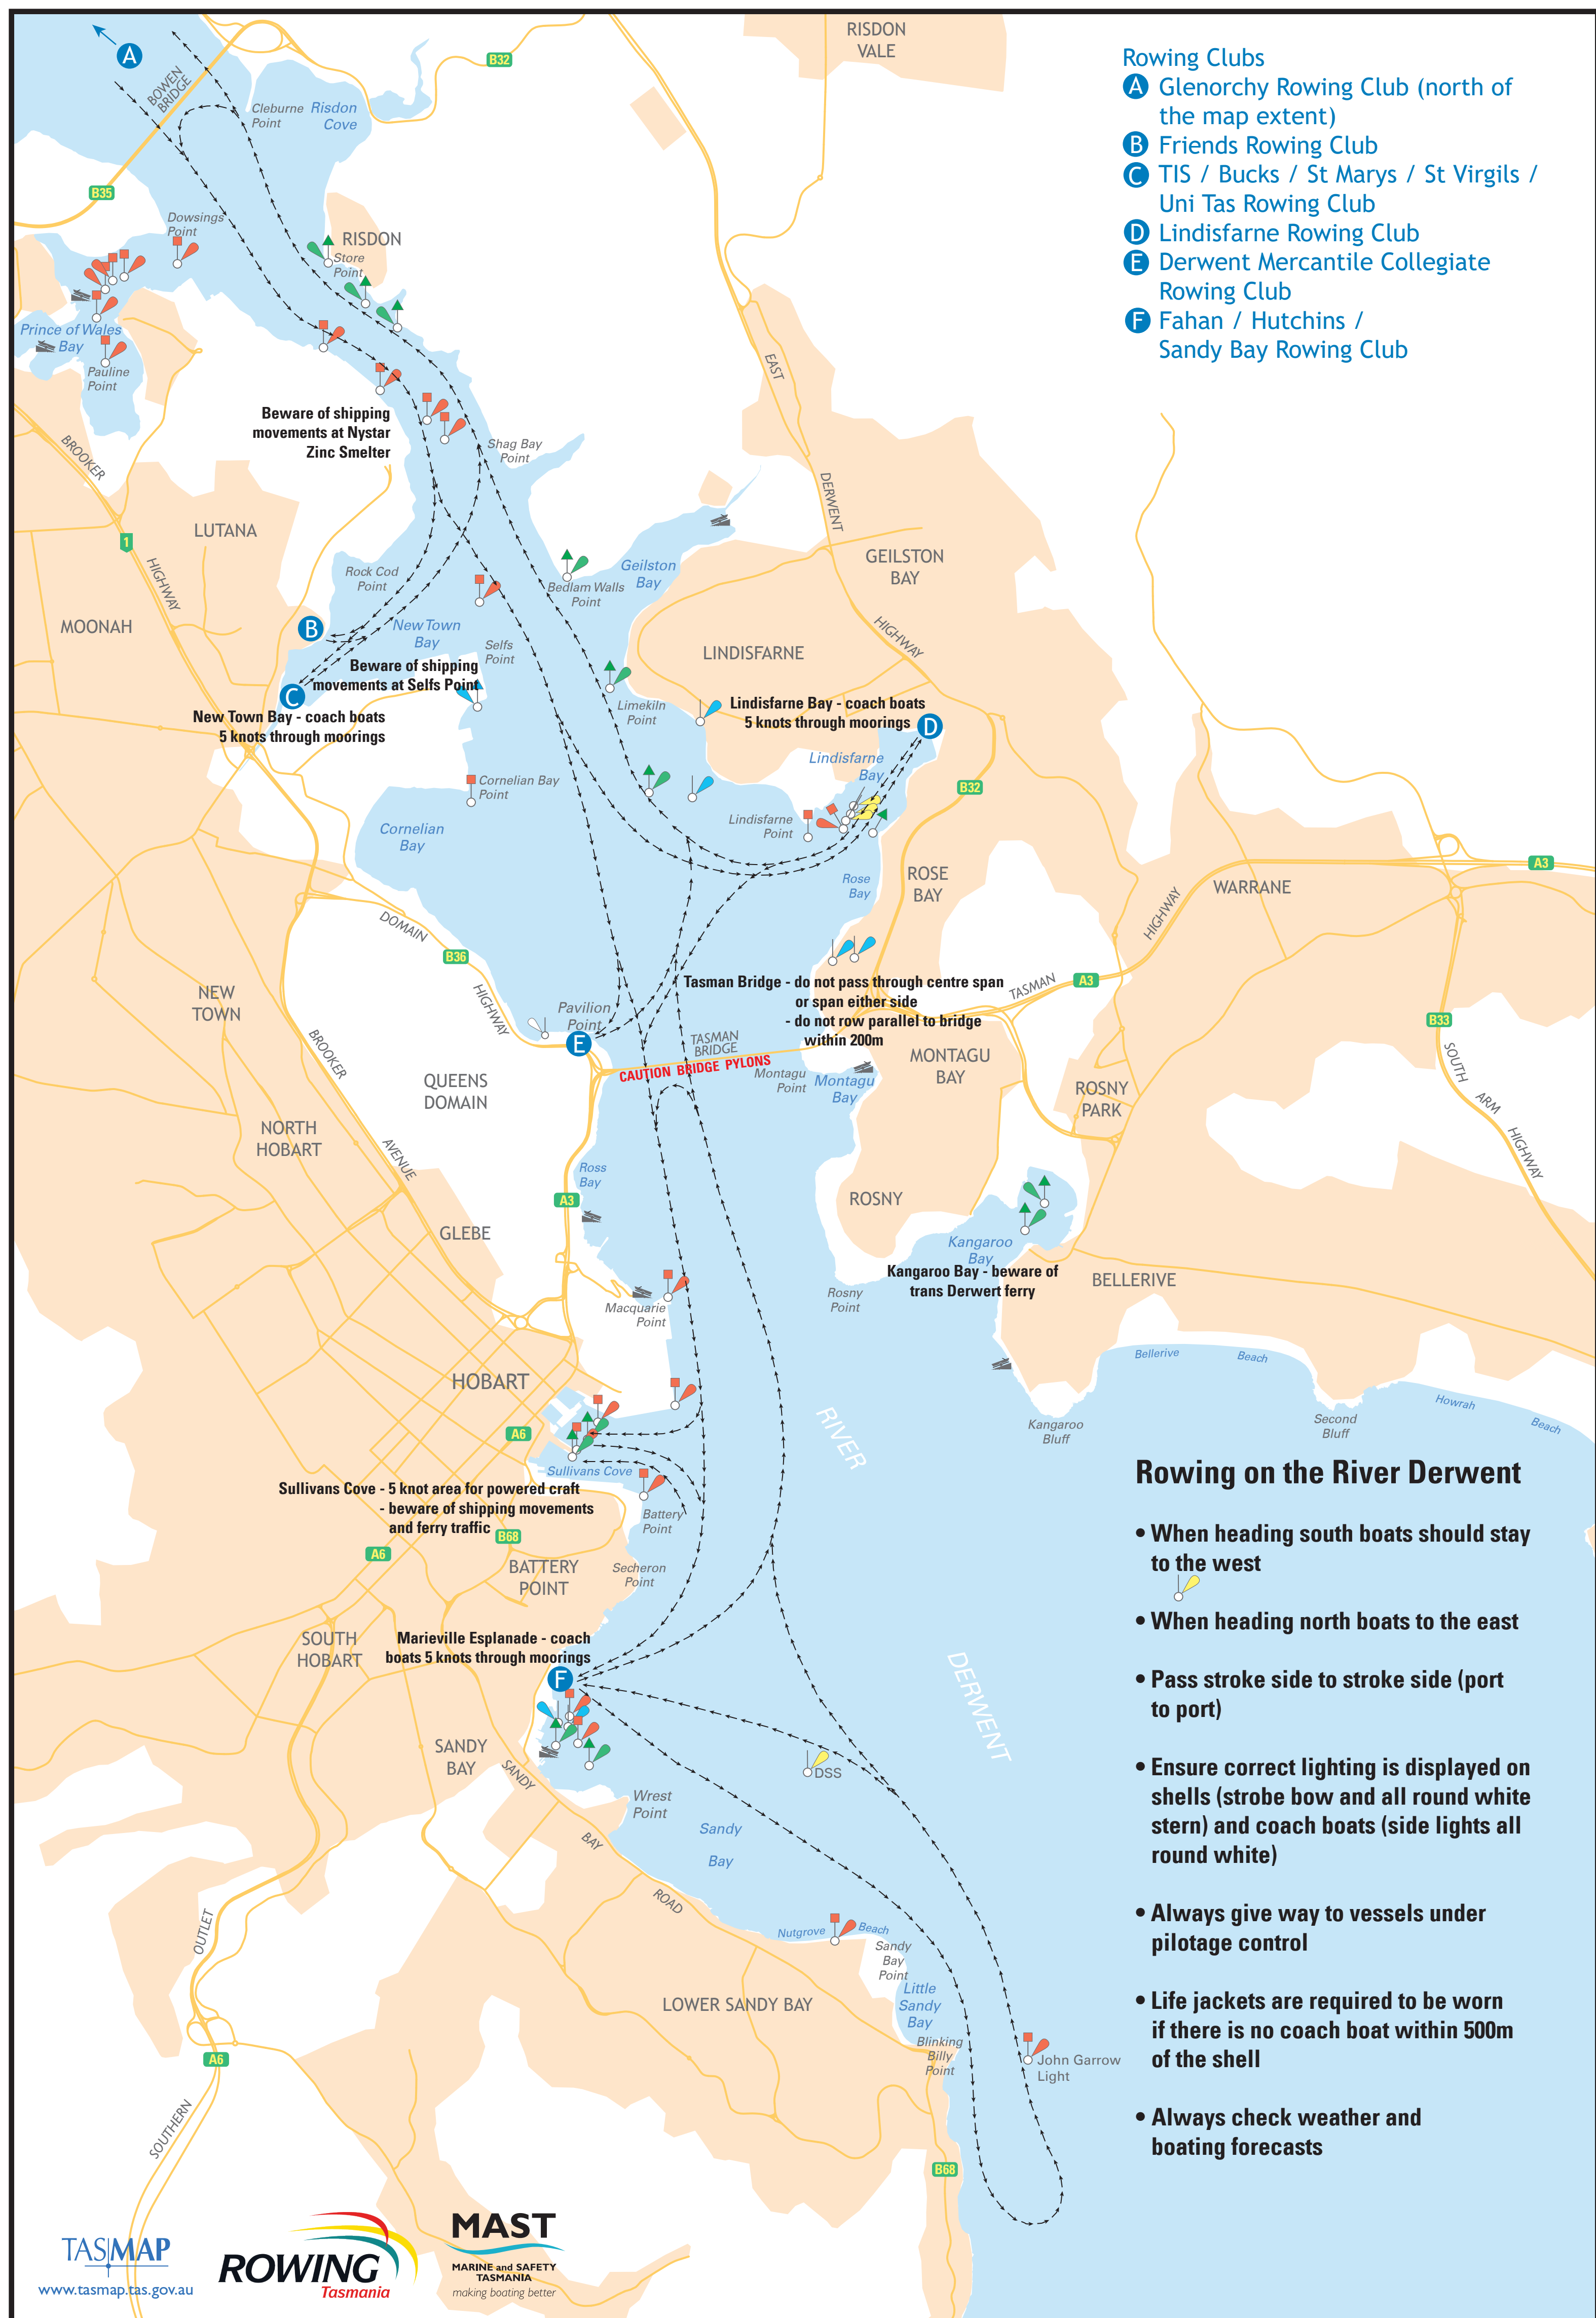 RISDON
VALE
Rowing Clubs
A Glenorchy Rowing Club (north of
the map extent)
B Friends Rowing Club
C TIS / Bucks / St Marys / St Virgils /
Uni Tas Rowing Club
D Lindisfarne Rowing Club
E Derwent Mercantile Collegiate
Rowing Club
F Fahan / Hutchins /
Sandy Bay Rowing Club
A
BOWEN
BRIDGE
B32
Cleburne
Point
Risdon
Cove
B35
Dowsings
Point
RISDON
Store
Point
Prince of Wales
Bay
Pauline
Point
EAST
DERWENT
HIGHWAY
Beware of shipping
movements at Nystar
Zinc Smelter
Shag Bay
Point
BROOKER
HIGHWAY
1
LUTANA
GEILSTON
BAY
Geilston
Bay
Rock Cod
Point
Bedlam Walls
Point
MOONAH
B
New Town
Bay
Selfs
Point
LINDISFARNE
Beware of shipping
movements at Selfs Point
C
New Town Bay - coach boats
5 knots through moorings
Limekiln
Point
Lindisfarne Bay - coach boats
5 knots through moorings
D
Lindisfarne
Bay
B32
Cornelian Bay
Point
Cornelian
Bay
Lindisfarne
Point
Rose
Bay
ROSE
BAY
WARRANE
A3
HIGHWAY
DOMAIN
B36
HIGHWAY
Tasman Bridge - do not pass through centre span
or span either side
- do not row parallel to bridge
within 200m
TASMAN
A3
NEW
TOWN
Pavilion
Point
E
B33
TASMAN
BRIDGE
CAUTION BRIDGE PYLONS
Montagu
Point
Montagu
Bay
MONTAGU
BAY
BROOKER
AVENUE
QUEENS
DOMAIN
ROSNY
PARK
SOUTH
ARM
HIGHWAY
NORTH
HOBART
Ross
Bay
A3
ROSNY
GLEBE
Kangaroo
Bay
Kangaroo Bay - beware of
trans Derwert ferry
BELLERIVE
Rosny
Point
Macquarie
Point
Bellerive
Beach
HOBART
Howrah
Beach
Kangaroo
Bluff
Second
Bluff
RIVER
A6
Sullivans Cove
Sullivans Cove - 5 knot area for powered craft
- beware of shipping movements
and ferry traffic
B68
Battery
Point
A6
BATTERY
POINT
Secheron
Point
Rowing on the River Derwent
• When heading south boats should stay
to the west
• When heading north boats to the east
• Pass stroke side to stroke side (port
to port)
• Ensure correct lighting is displayed on
shells (strobe bow and all round white
stern) and coach boats (side lights all
round white)
• Always give way to vessels under
pilotage control
• Life jackets are required to be worn
if there is no coach boat within 500m
of the shell
• Always check weather and
boating forecasts
SOUTH
HOBART
Marieville Esplanade - coach
boats 5 knots through moorings
F
DERWENT
SANDY
BAY
SANDY
BAY
ROAD
DSS
Wrest
Point
Sandy
Bay
Nutgrove
Beach
Sandy
Bay
Point
OUTLET
Little
Sandy
Bay
LOWER SANDY BAY
Blinking
Billy
Point
A6
John Garrow
Light
SOUTHERN
B68
TASMAP
www.tasmap.tas.gov.au
ROWING
Tasmania
MAST
MARINE and SAFETY
TASMANIA
making boating better